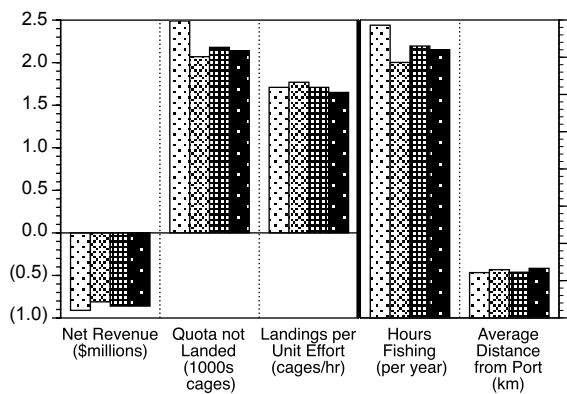 2.5
2.0
1.5
1.0
0.5
0.0
(0.5)
(1.0)
Net Revenue
($millions)
Quota not
Landed
(1000s
cages)
Landings per
Unit Effort
(cages/hr)
Hours
Fishing
(per year)
Average
Distance
from Port
(km)